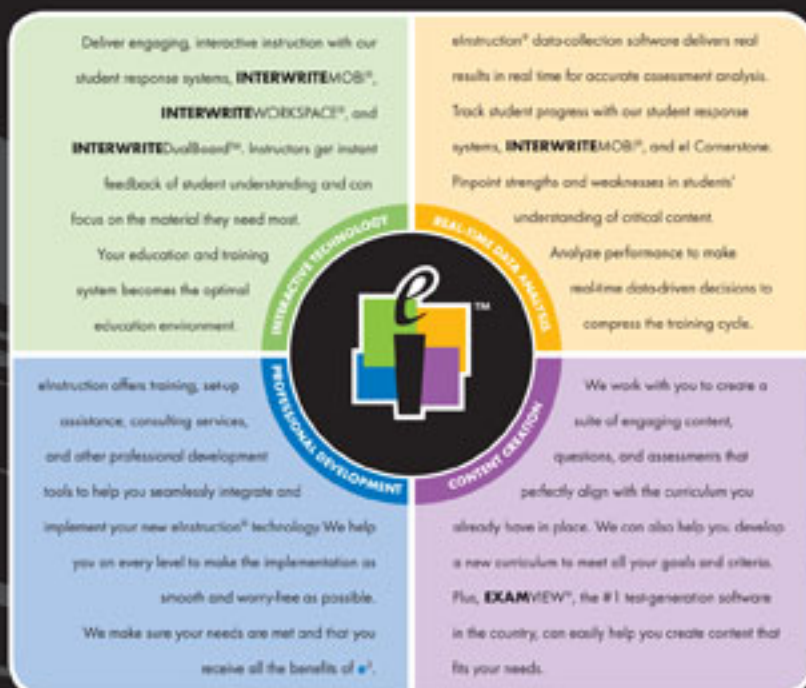 Deliver engaging, interactive instruction with our
student response systems, INTERWRITEMOBI®,
INTERWRITEWORKSPACE®, and
INTERWRITEDualBoard™. Instructors get instant
feedback of student understanding and can
focus on the material they need most.
Your education and training
system becomes the optimal
education environment.
eInstruction® data-collection software delivers real
results in real time for accurate assessment analysis.
Track student progress with our student response
systems, INTERWRITEMOBI®, and eI Cornerstone.
Pinpoint strengths and weaknesses in students'
understanding of critical content.
Analyze performance to make
real-time data-driven decisions to
compress the training cycle.
INTERACTIVE TECHNOLOGY
REAL-TIME DATA ANALYSIS
ei™
PROFESSIONAL DEVELOPMENT
CONTENT CREATION
eInstruction offers training, set-up
assistance, consulting services,
and other professional development
tools to help you seamlessly integrate and
implement your new eInstruction® technology. We help
you on every level to make the implementation as
smooth and worry-free as possible.
We make sure your needs are met and that you
receive all the benefits of e³.
We work with you to create a
suite of engaging content,
questions, and assessments that
perfectly align with the curriculum you
already have in place. We can also help you develop
a new curriculum to meet all your goals and criteria.
Plus, EXAMVIEW®, the #1 test-generation software
in the country, can easily help you create content that
fits your needs.